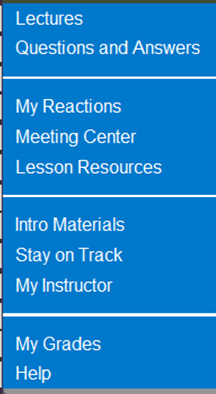 Lectures
Questions and Answers
My Reactions
Meeting Center
Lesson Resources
Intro Materials
Stay on Track
My Instructor
My Grades
Help